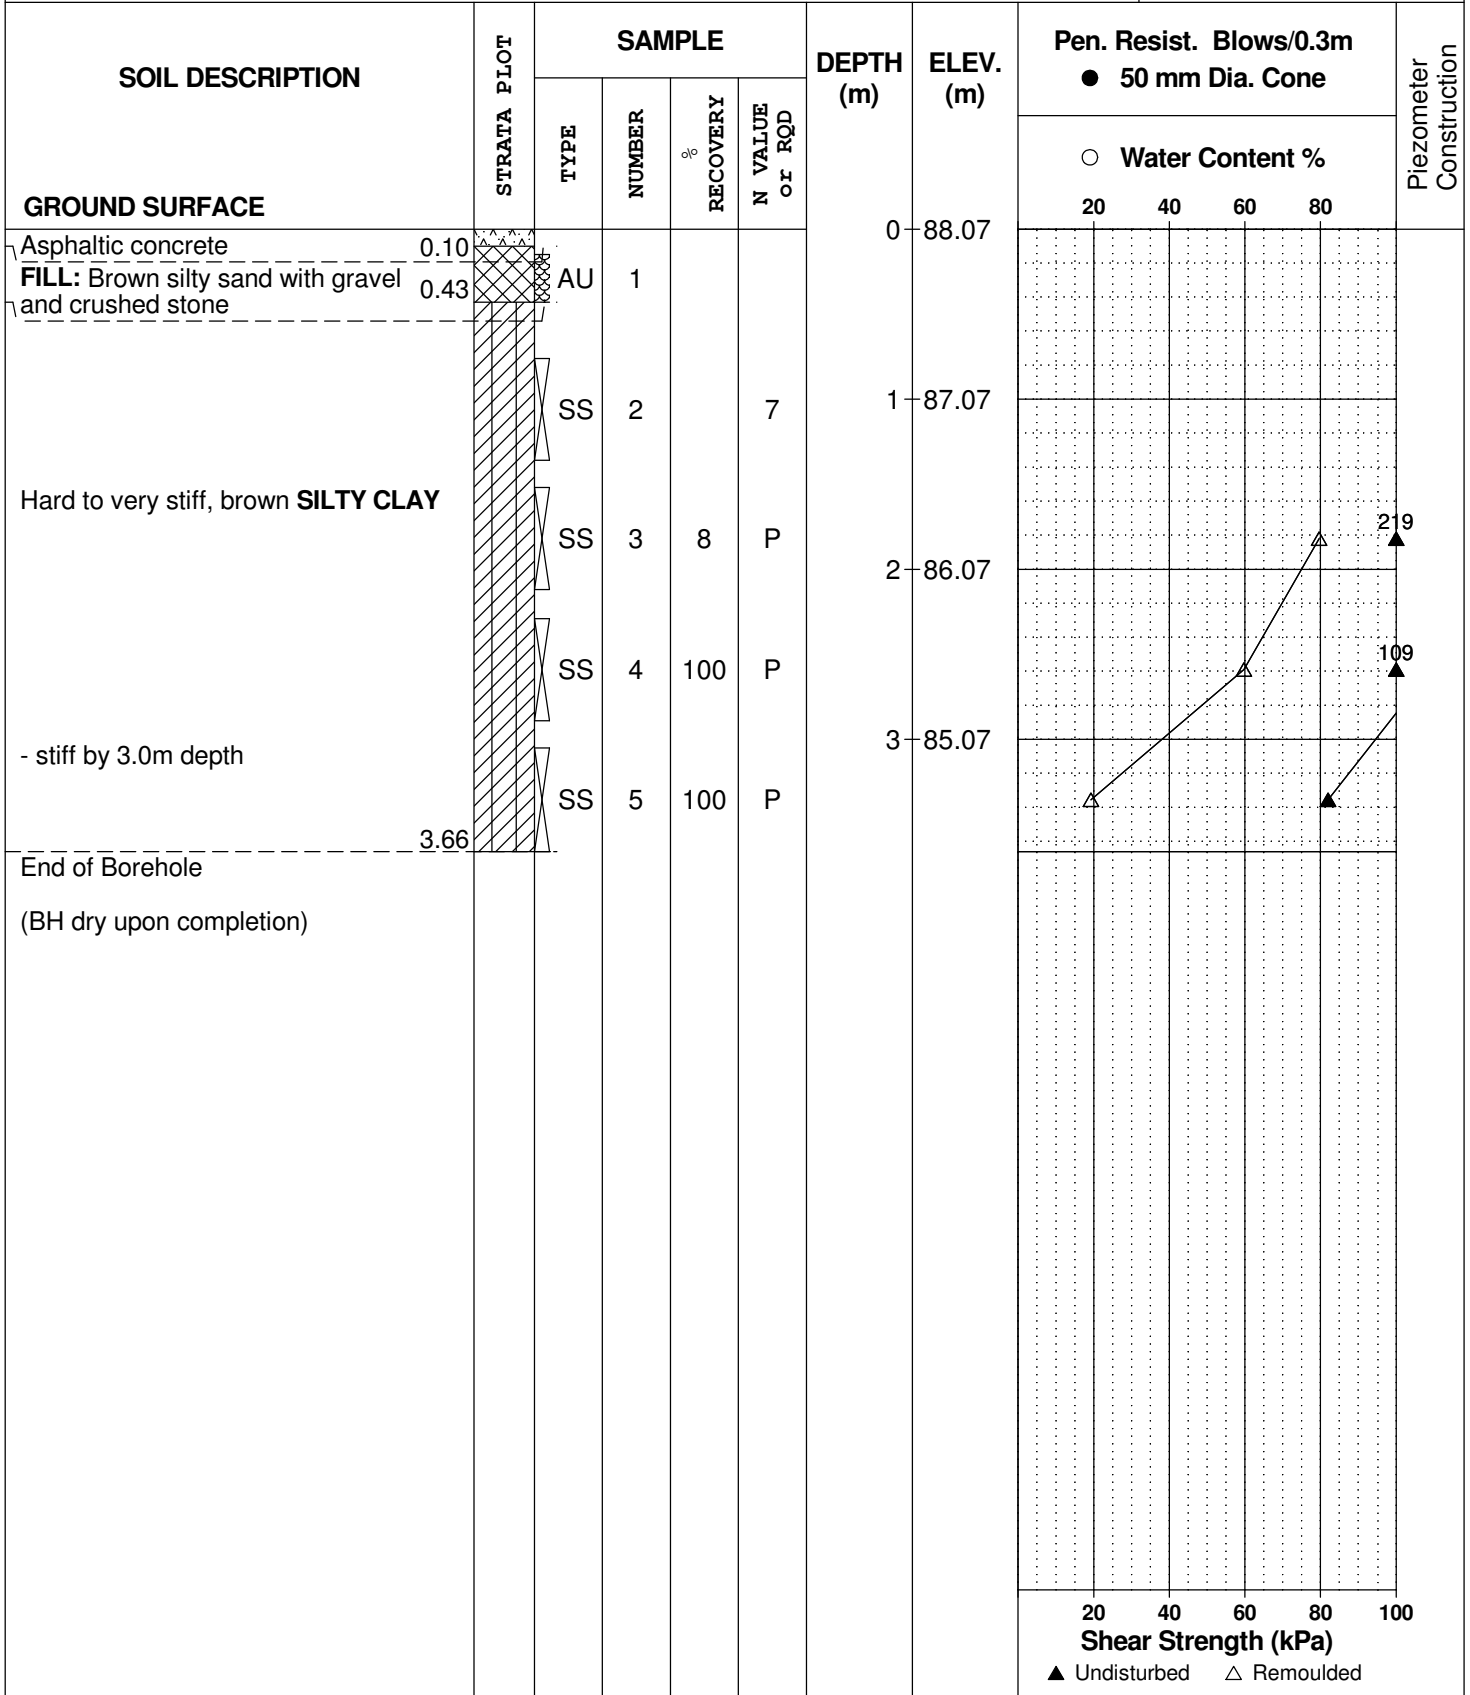 SOIL DESCRIPTION
GROUND SURFACE
STRATA PLOT
SAMPLE
TYPE
NUMBER
%
RECOVERY
N VALUE
or RQD
DEPTH
(m)
ELEV.
(m)
Pen. Resist. Blows/0.3m
● 50 mm Dia. Cone
○ Water Content %
20 40 60 80
Piezometer
Construction
0 88.07
Asphaltic concrete 0.10
FILL: Brown silty sand with gravel
and crushed stone
0.43
AU 1
SS 2 7
1 87.07
Hard to very stiff, brown SILTY CLAY
219
SS 3 8 P
2 86.07
109
SS 4 100 P
3 85.07
- stiff by 3.0m depth
SS 5 100 P
3.66
End of Borehole
(BH dry upon completion)
20 40 60 80 100
Shear Strength (kPa)
▲ Undisturbed △ Remoulded